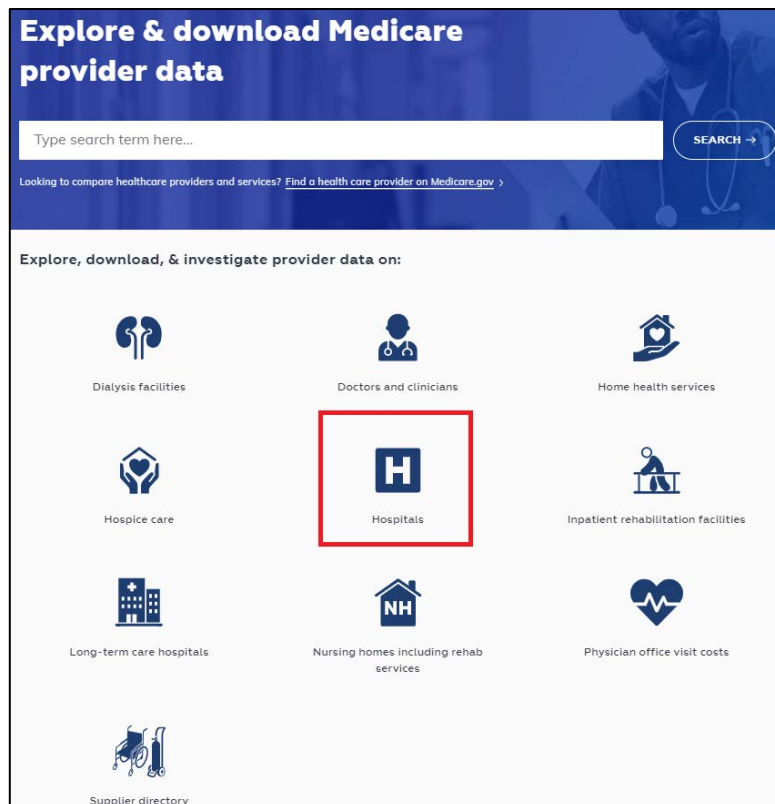 Explore & download Medicare
provider data
Type search term here...
SEARCH →
Looking to compare healthcare providers and services? Find a health care provider on Medicare.gov >
Explore, download, & investigate provider data on:
Dialysis facilities
Doctors and clinicians
Home health services
Hospice care
H
Hospitals
Inpatient rehabilitation facilities
Long-term care hospitals
NH
Nursing homes including rehab
services
Physician office visit costs
Supplier directory